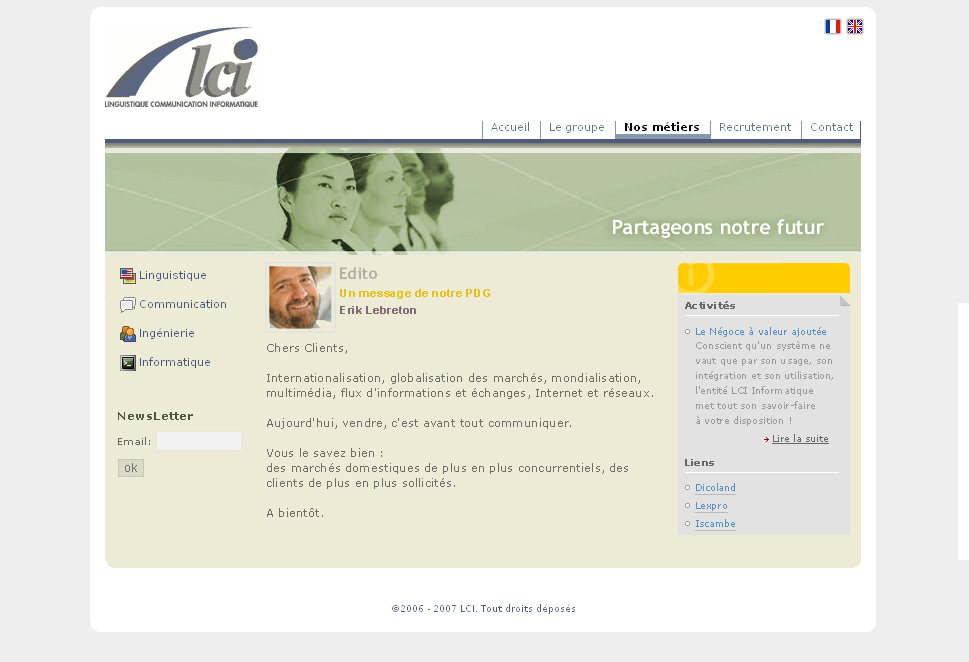 lci
LINGUISTIQUE COMMUNICATION INFORMATIQUE
Accueil Le groupe Nos métiers Recrutement Contact
Partageons notre futur
Linguistique
Communication
Ingénierie
Informatique
NewsLetter
Email:
ok
Edito
Un message de notre PDG
Erik Lebreton
Chers Clients,
Internationalisation, globalisation des marchés, mondialisation,
multimédia, flux d'informations et échanges, Internet et réseaux.
Aujourd'hui, vendre, c'est avant tout communiquer.
Vous le savez bien :
des marchés domestiques de plus en plus concurrentiels, des
clients de plus en plus sollicités.
A bientôt.
i
Activités
Le Négoce à valeur ajoutée
Conscient qu'un système ne
vaut que par son usage, son
intégration et son utilisation,
l'entité LCI Informatique
met tout son savoir-faire
à votre disposition !
Lire la suite
Liens
Dicoland
Lexpro
Iscambe
©2006 - 2007 LCI. Tout droits déposés